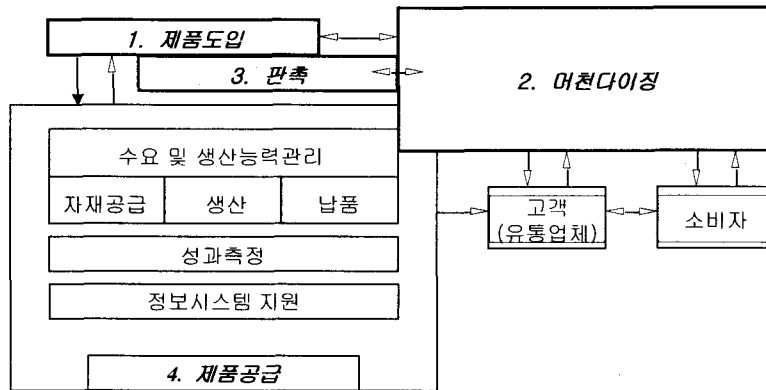 1. 제품도입
3. 판촉
2. 머천다이징
수요 및 생산능력관리
자재공급 생산 납품
성과측정
정보시스템 지원
4. 제품공급
고객
(유통업체)
소비자